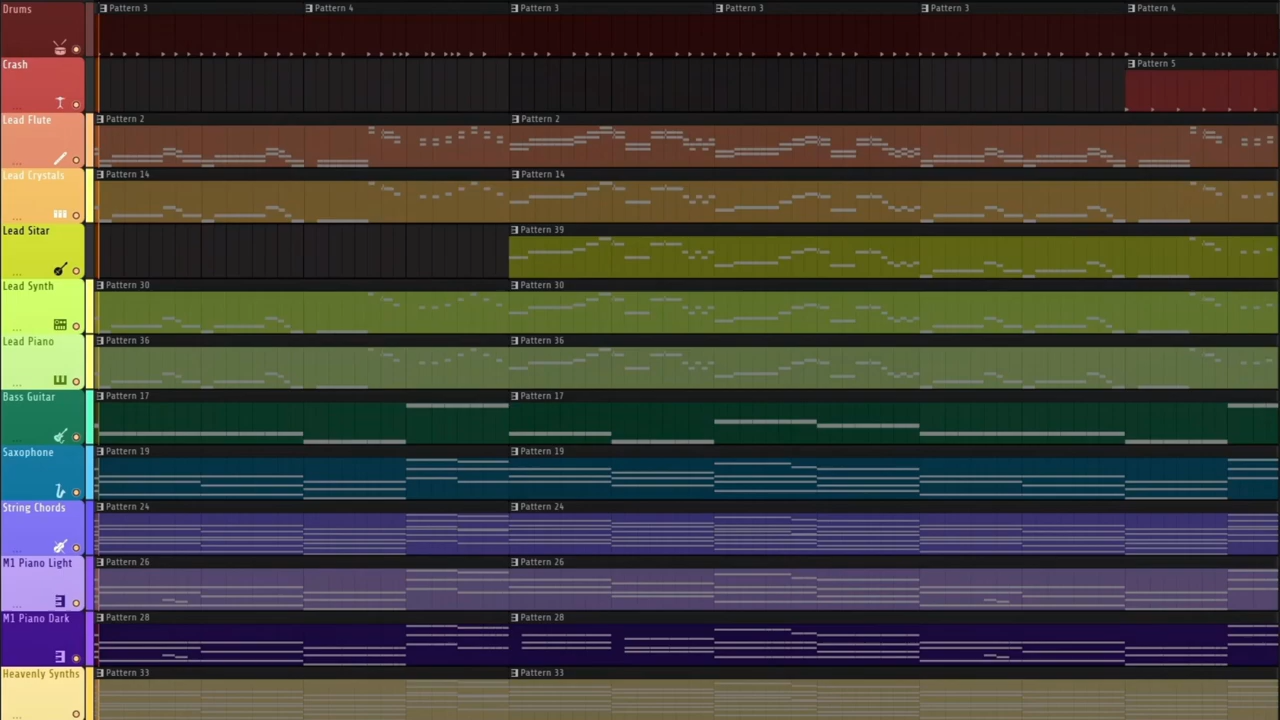 Drums
Pattern 3
Pattern 4
Pattern 3
Pattern 3
Pattern 3
Pattern 4
Crash
Pattern 5
Lead Flute
Pattern 2
Pattern 2
Lead Crystals
Pattern 14
Pattern 14
Lead Sitar
Pattern 39
Lead Synth
Pattern 30
Pattern 30
Lead Piano
Pattern 36
Pattern 36
Bass Guitar
Pattern 17
Pattern 17
Saxophone
Pattern 19
Pattern 19
String Chords
Pattern 24
Pattern 24
M1 Piano Light
Pattern 26
Pattern 26
M1 Piano Dark
Pattern 28
Pattern 28
Heavenly Synths
Pattern 33
Pattern 33